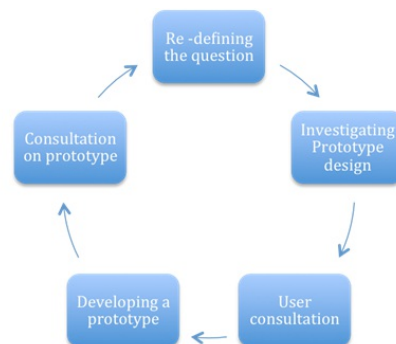 Re -defining
the question
Investigating
Prototype
design
User
consultation
Developing a
prototype
Consultation
on prototype